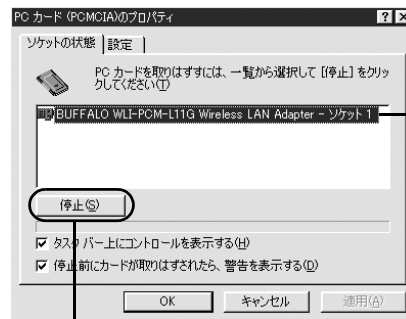 PC カード (PCMCIA)のプロパティ
ソケットの状態
設定
PC カードを取りはずすには、一覧から選択して [停止] をクリッ
クしてください(T)
BUFFALO WLI-PCM-L11G Wireless LAN Adapter - ソケット 1
停止(S)
タスク バー上にコントロールを表示する(H)
停止前にカードが取りはずされたら、警告を表示する(D)
OK
キャンセル
適用(A)